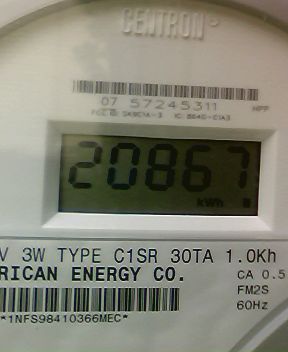 CENTRON
07 57245311
20867
kWh
V 3W TYPE C1SR 30TA 1.0Kh
RICAN ENERGY CO.
CA 0.5
FM2S
60Hz
*1NFS98410366MEC*